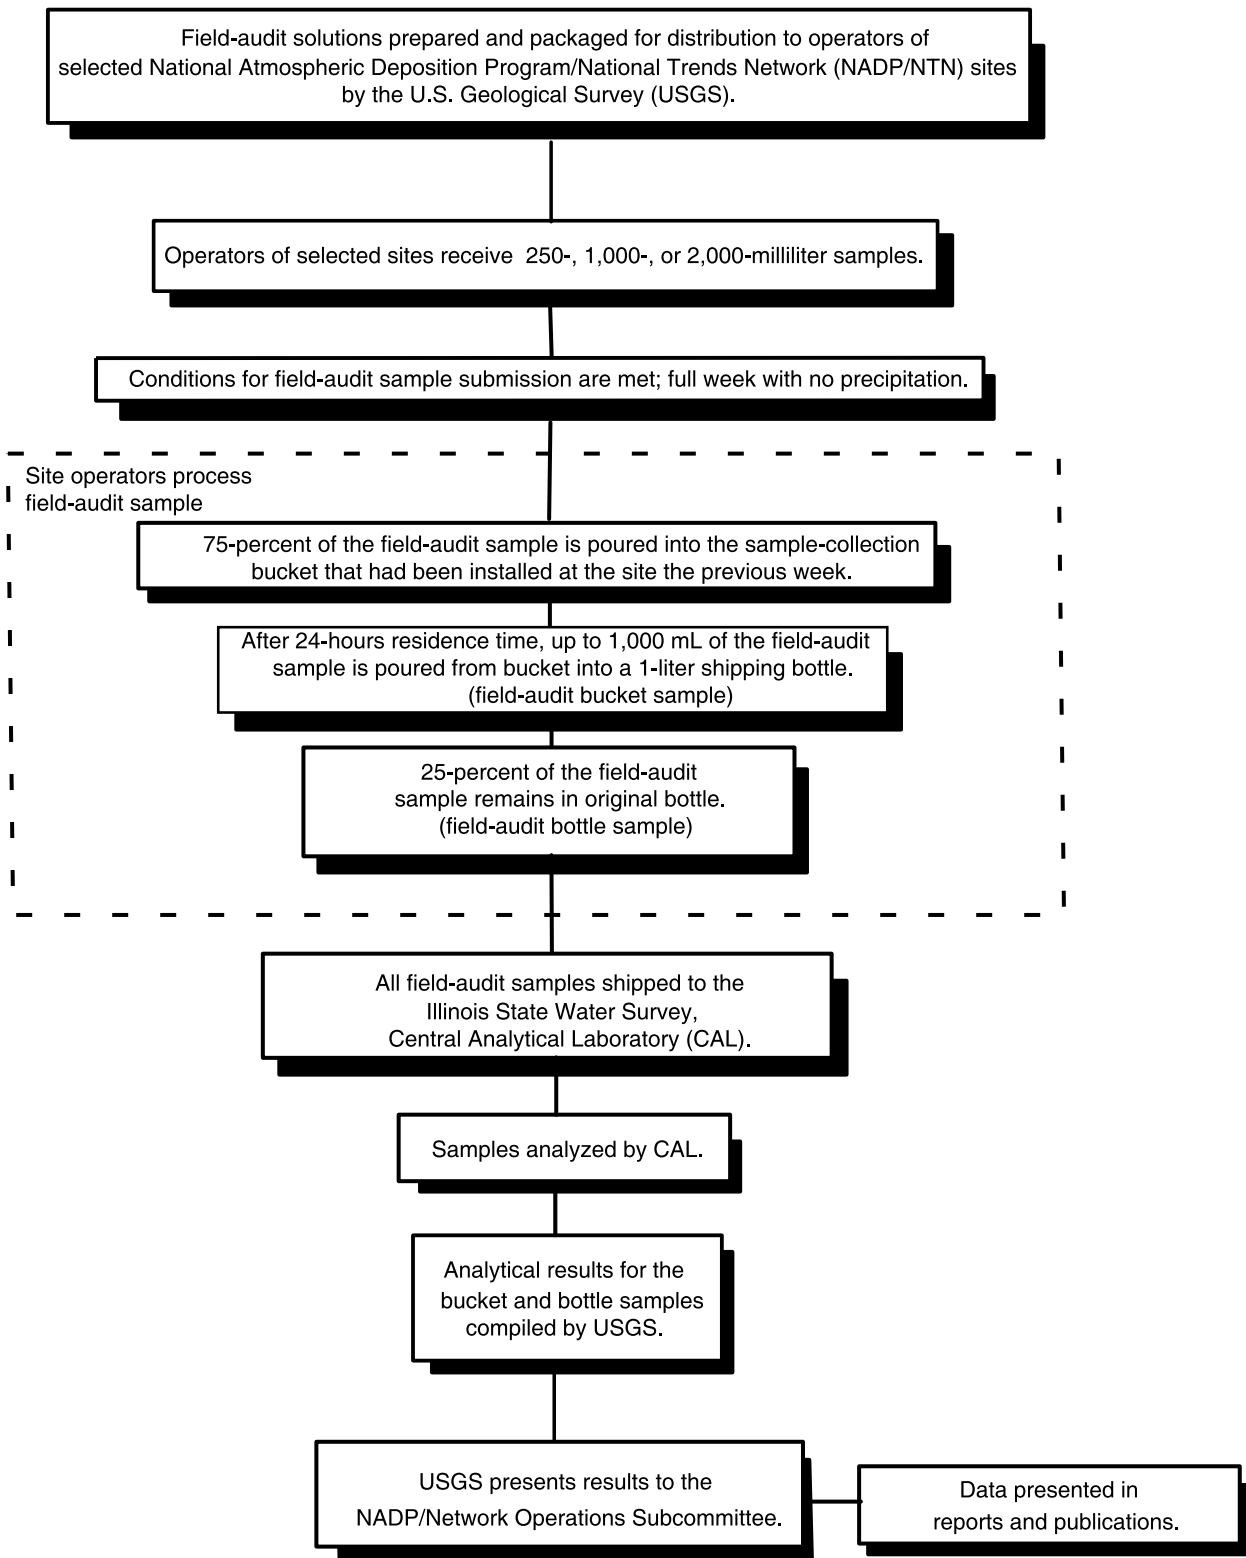 Field-audit solutions prepared and packaged for distribution to operators of
selected National Atmospheric Deposition Program/National Trends Network (NADP/NTN) sites
by the U.S. Geological Survey (USGS).
Operators of selected sites receive 250-, 1,000-, or 2,000-milliliter samples.
Conditions for field-audit sample submission are met; full week with no precipitation.
Site operators process
field-audit sample
75-percent of the field-audit sample is poured into the sample-collection
bucket that had been installed at the site the previous week.
After 24-hours residence time, up to 1,000 mL of the field-audit
sample is poured from bucket into a 1-liter shipping bottle.
(field-audit bucket sample)
25-percent of the field-audit
sample remains in original bottle.
(field-audit bottle sample)
All field-audit samples shipped to the
Illinois State Water Survey,
Central Analytical Laboratory (CAL).
Samples analyzed by CAL.
Analytical results for the
bucket and bottle samples
compiled by USGS.
USGS presents results to the
NADP/Network Operations Subcommittee.
Data presented in
reports and publications.